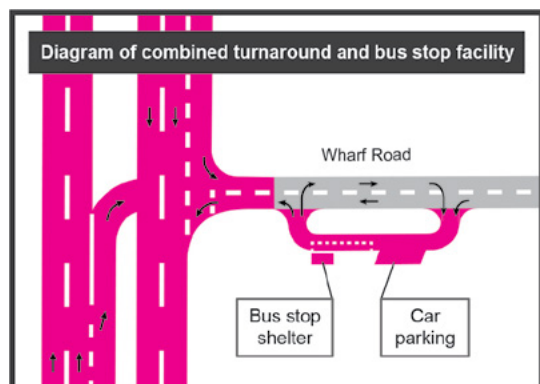 Diagram of combined turnaround and bus stop facility
Wharf Road
Bus stop
shelter
Car
parking